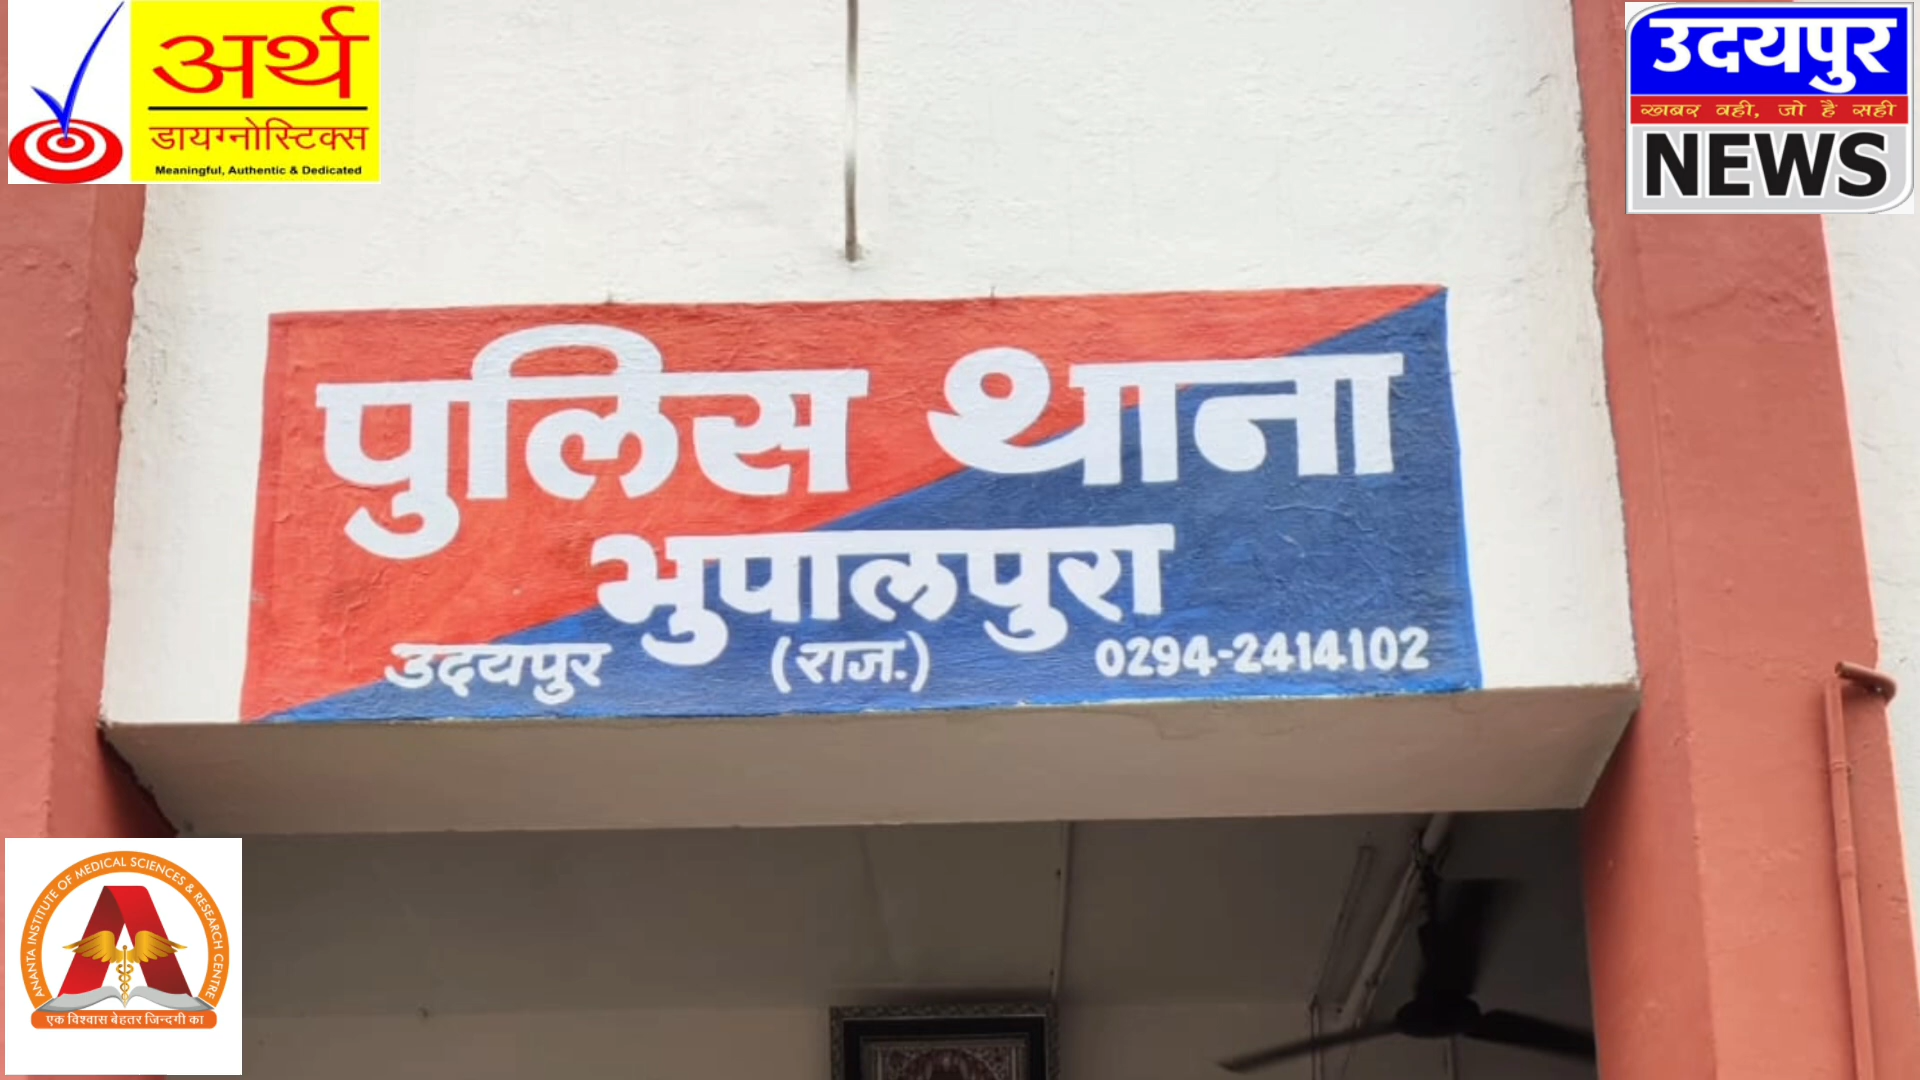 अर्थ
डायग्नोस्टिक्स
Meaningful, Authentic & Dedicated
उदयपुर
खबर वही, जो है सही
NEWS
पुलिस थाना
भुपालपुरा
उदयपुर (राज.) 0294-2414102
ANANTA INSTITUTE OF MEDICAL SCIENCES & RESEARCH CENTRE
एक विश्वास बेहतर जिन्दगी का